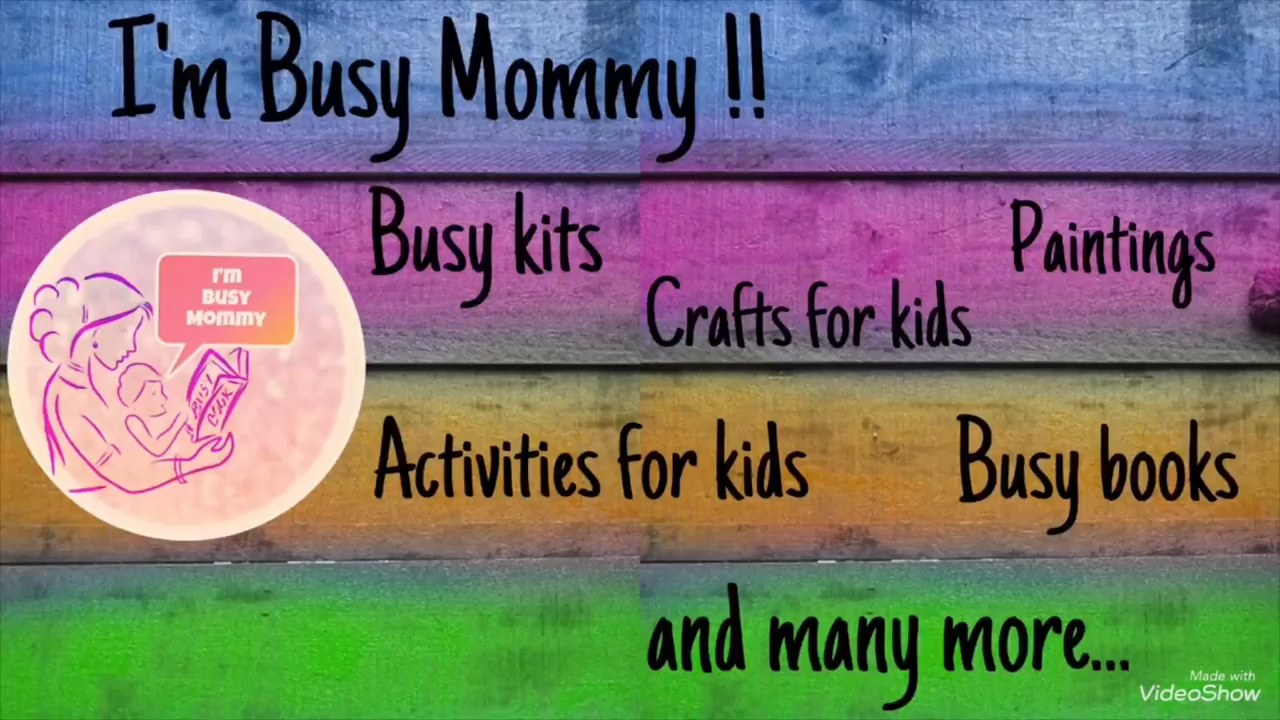 I'm Busy Mommy !!
Busy kits
Paintings
Crafts for kids
I'm
BUSY
MOMMY
Activities for kids
Busy books
and many more...
Made with
VideoShow